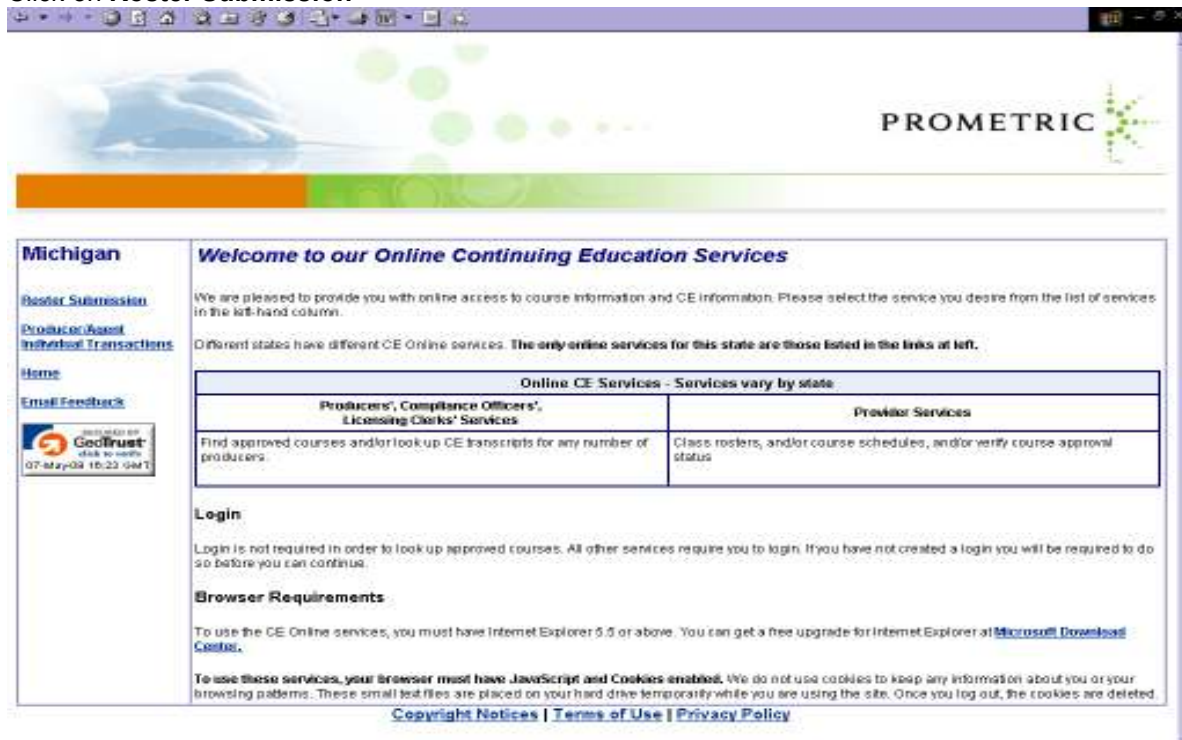 Click on Roster Submission
PROMETRIC
Michigan
Roster Submission
Producer/Agent
Individual Transactions
Home
Email Feedback
GeoTrust
click to verify
07-May-09 16:23 GMT
Welcome to our Online Continuing Education Services
We are pleased to provide you with online access to course information and CE information. Please select the service you desire from the list of services
in the left-hand column.
Different states have different CE Online services. The only online services for this state are those listed in the links at left.
Online CE Services - Services vary by state
Producers', Compliance Officers',
Licensing Clerks' Services
Provider Services
Find approved courses and/or look up CE transcripts for any number of
producers.
Class rosters, and/or course schedules, and/or verify course approval
status
Login
Login is not required in order to look up approved courses. All other services require you to login. If you have not created a login you will be required to do
so before you can continue.
Browser Requirements
To use the CE Online services, you must have Internet Explorer 5.5 or above. You can get a free upgrade for Internet Explorer at Microsoft Download
Center.
To use these services, your browser must have JavaScript and Cookies enabled. We do not use cookies to keep any information about you or your
browsing patterns. These small text files are placed on your hard drive temporarily while you are using the site. Once you log out, the cookies are deleted.
Copyright Notices | Terms of Use | Privacy Policy